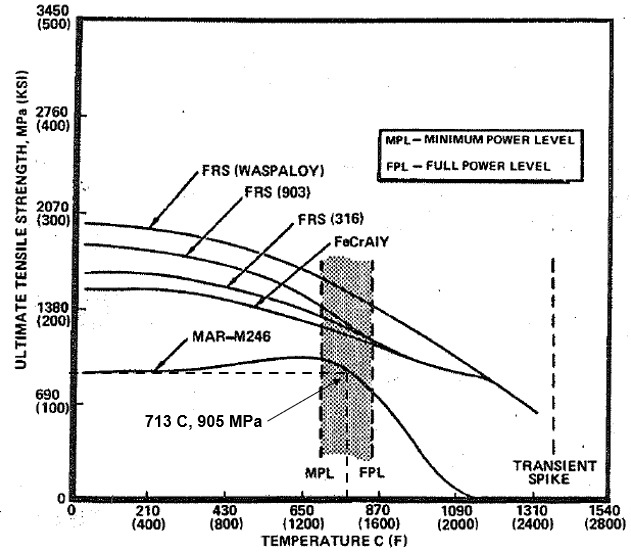 3450
(500)
2760
(400)
2070
(300)
1380
(200)
690
(100)
0
ULTIMATE TENSILE STRENGTH, MPa (KSI)
MPL – MINIMUM POWER LEVEL
FPL – FULL POWER LEVEL
FRS (WASPALOY)
FRS (903)
FRS (316)
FeCrAlY
MAR–M246
713 C, 905 MPa
MPL
FPL
TRANSIENT
SPIKE
0
210
(400)
430
(800)
650
(1200)
870
(1600)
1090
(2000)
1310
(2400)
1540
(2800)
TEMPERATURE C (F)